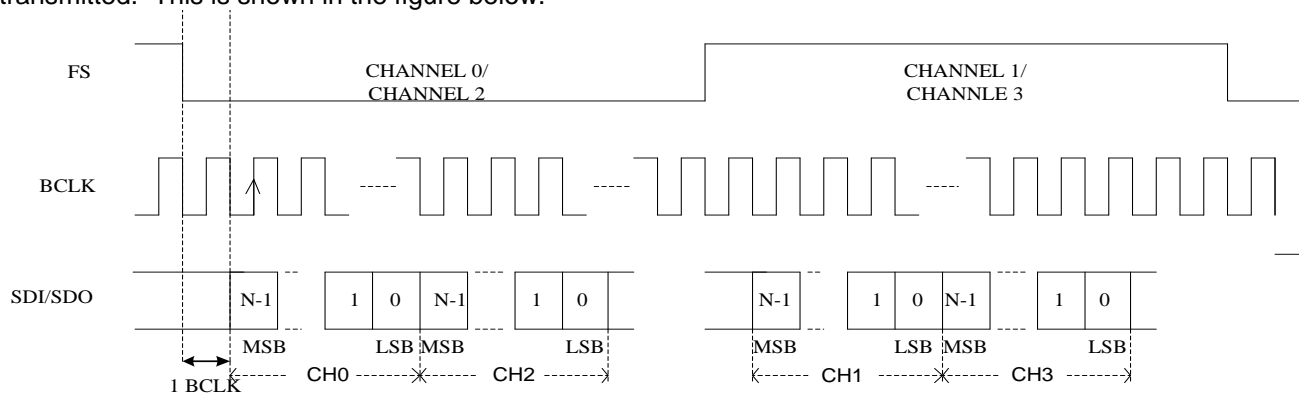 transmitted. This is shown in the figure below.
FS
CHANNEL 0/
CHANNEL 2
CHANNEL 1/
CHANNLE 3
BCLK
SDI/SDO
N-1 1 0 N-1 1 0 N-1 1 0 N-1 1 0
MSB LSB MSB LSB MSB LSB MSB LSB
1 BCLK CH0 CH2 CH1 CH3